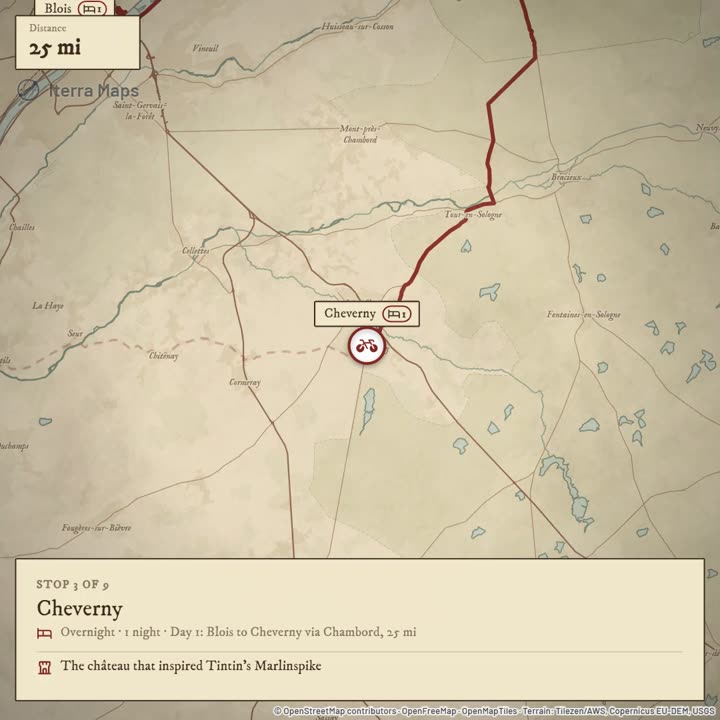 Blois 1
Distance
25 mi
Iterra Maps
Huisseau-sur-Cosson
Vineuil
Saint-Gervais-
la-Forêt
Mont-près-
Chambord
Bracieux
Tour-en-Sologne
Chailles
Cellettes
La Haye
Seur
Chitenay
Cormeray
Cheverny 1
Fontaines-en-Sologne
Fougères-sur-Bièvre
STOP 3 OF 9
Cheverny
Overnight · 1 night · Day 1: Blois to Cheverny via Chambord, 25 mi
The château that inspired Tintin's Marlinspike
© OpenStreetMap contributors · OpenFreeMap · OpenMapTiles · Terrain: Tilezen/AWS, Copernicus EU-DEM, USGS